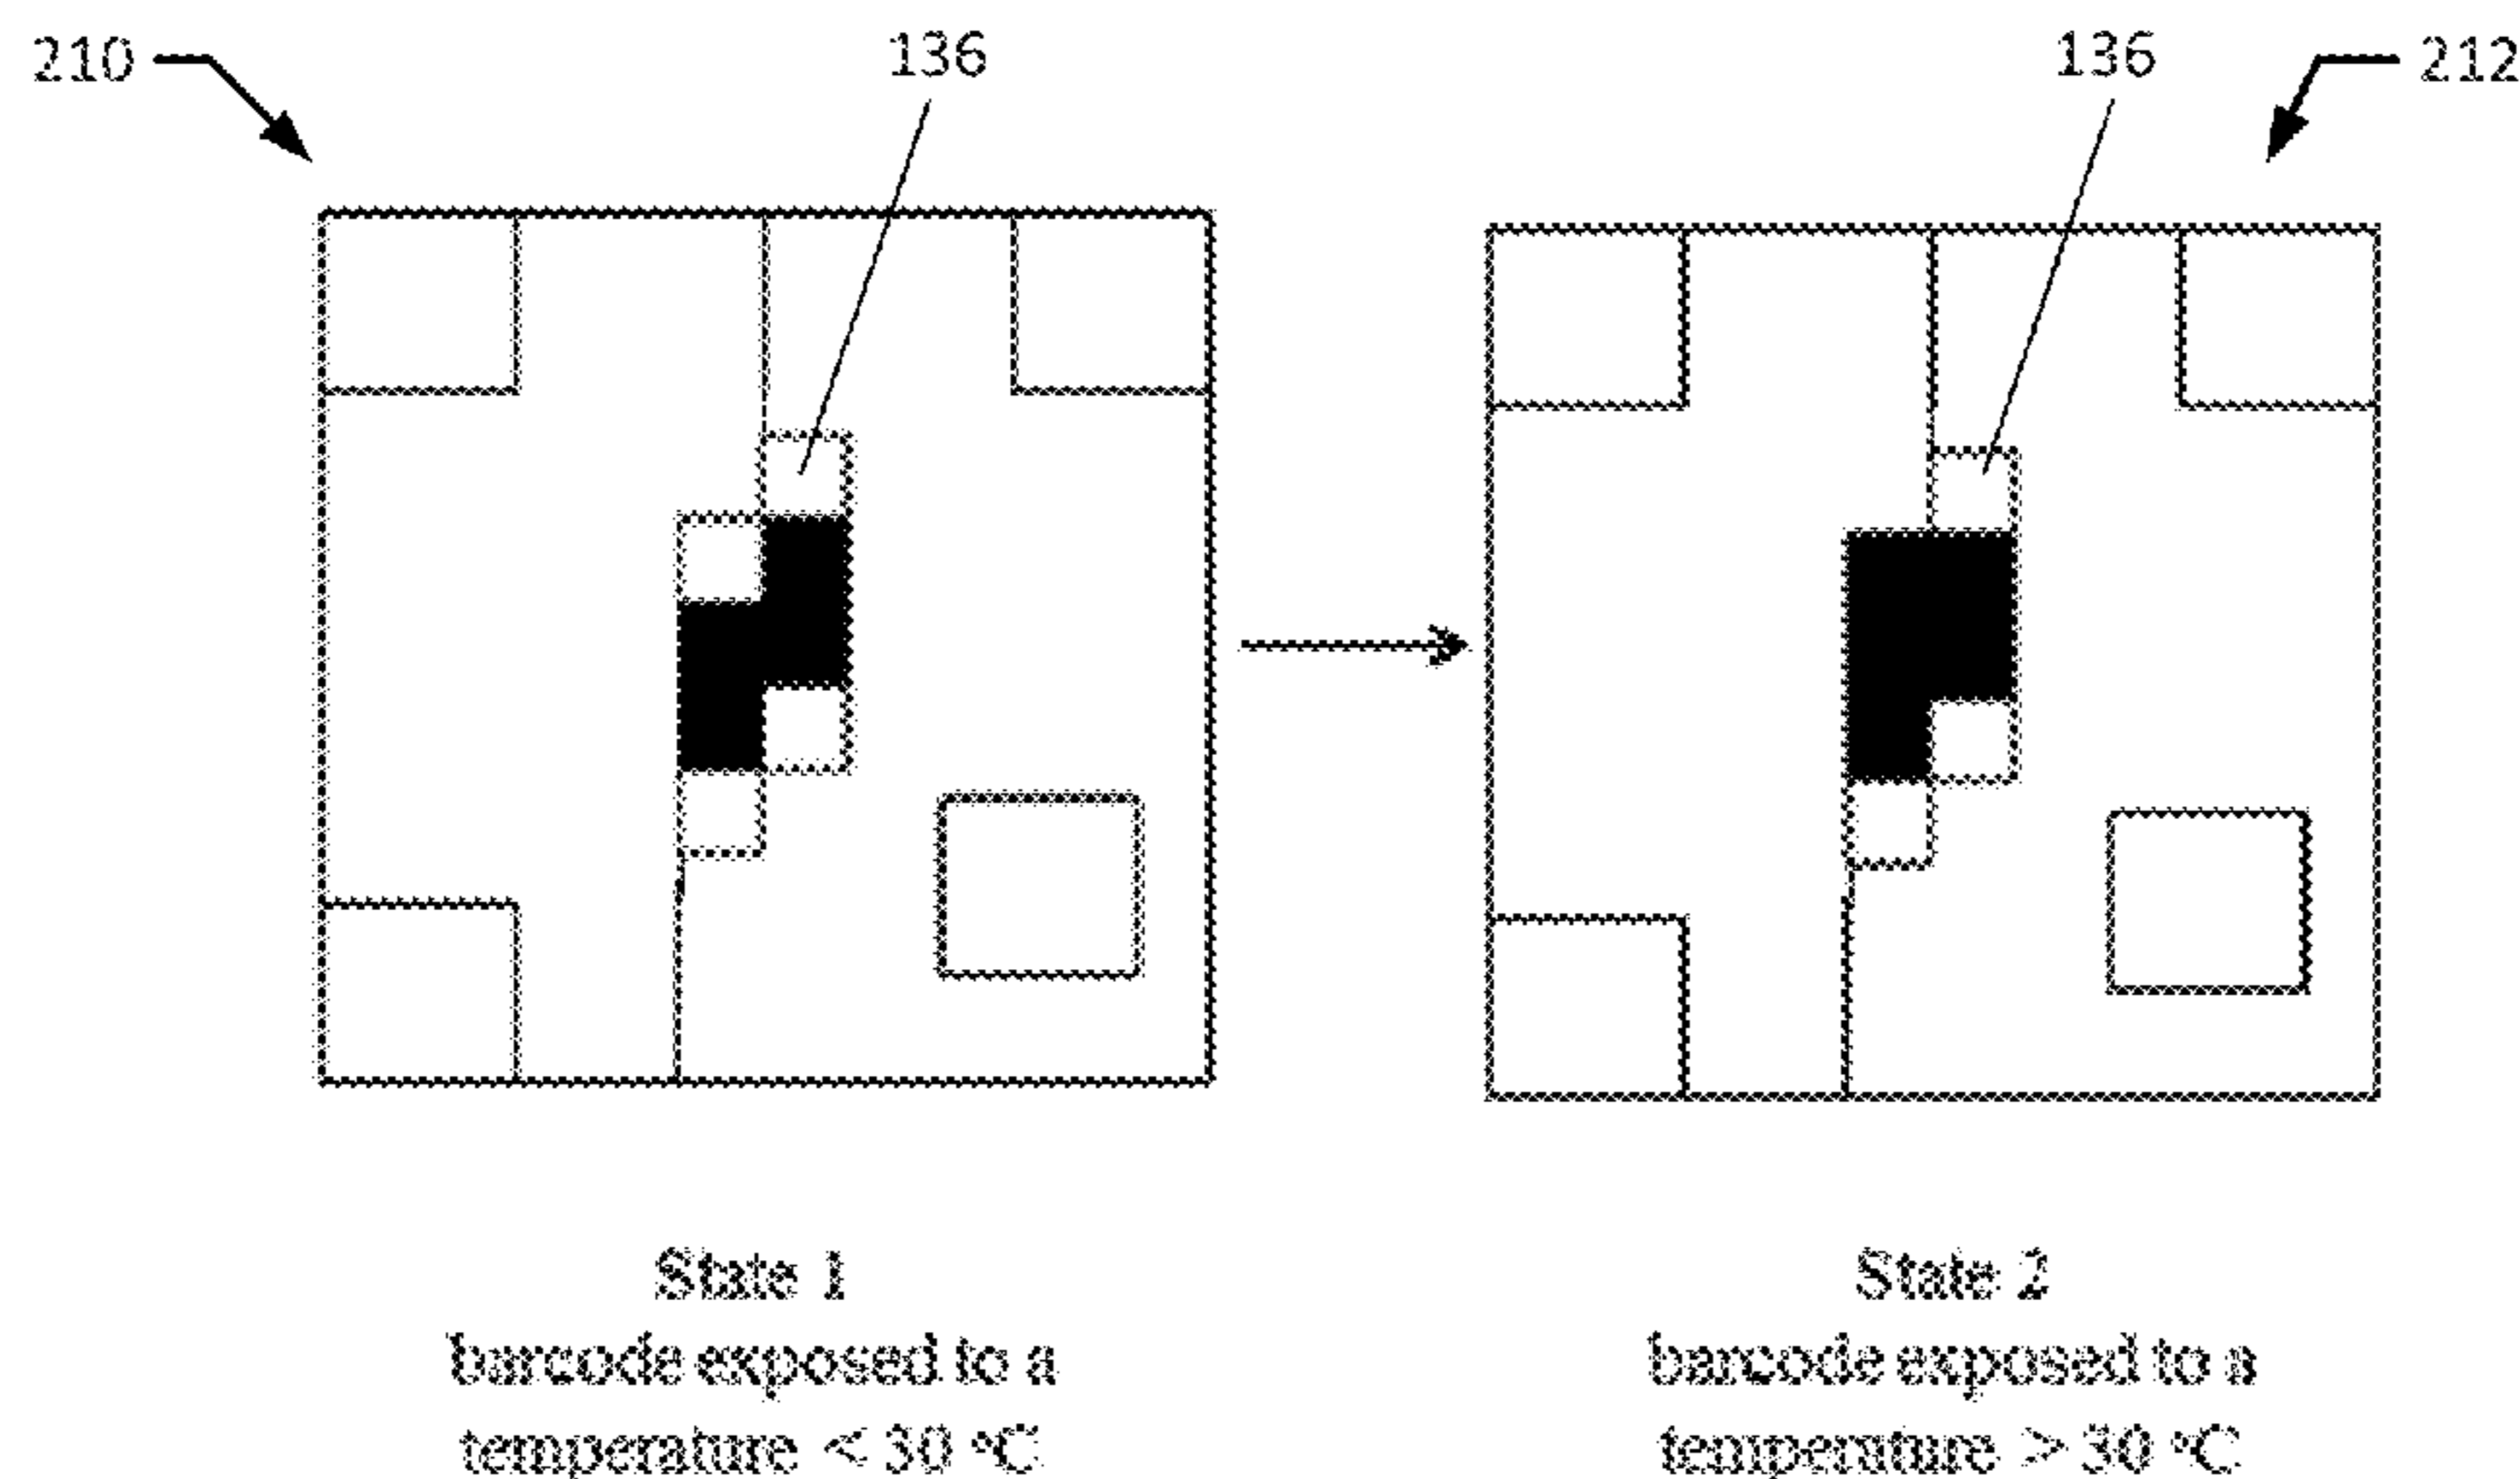 210
136
136
212
State 1
barcode exposed to a
temperature < 30 °C
State 2
barcode exposed to a
temperature > 30 °C